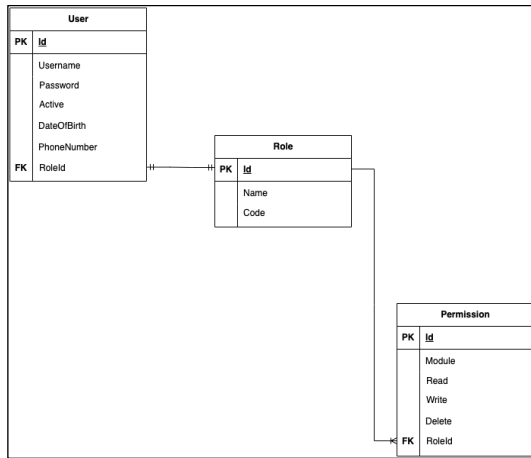 User
PK Id
Username
Password
Active
DateOfBirth
PhoneNumber
FK RoleId
Role
PK Id
Name
Code
Permission
PK Id
Module
Read
Write
Delete
FK RoleId